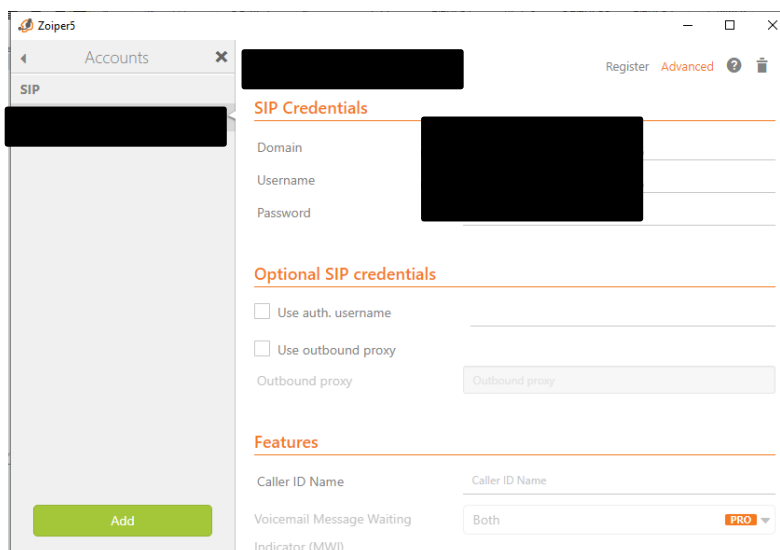 Zoiper5
Accounts
Register Advanced
SIP
SIP Credentials
Domain
Username
Password
Optional SIP credentials
Use auth. username
Use outbound proxy
Outbound proxy Outbound proxy
Features
Caller ID Name Caller ID Name
Voicemail Message Waiting Both PRO
Indicator (MWI)
Add